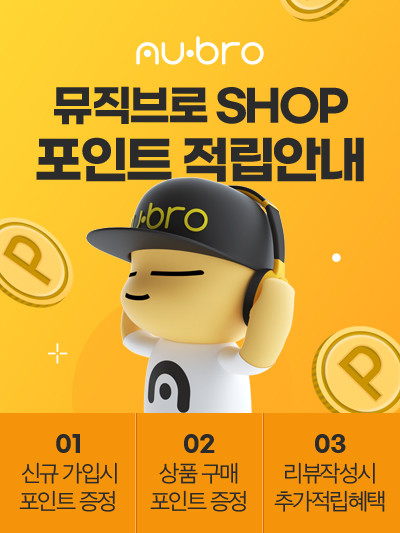 nu·bro
뮤직브로 SHOP
포인트 적립안내
nu·bro
P
P
01
신규 가입시
포인트 증정
02
상품 구매
포인트 증정
03
리뷰작성시
추가적립혜택